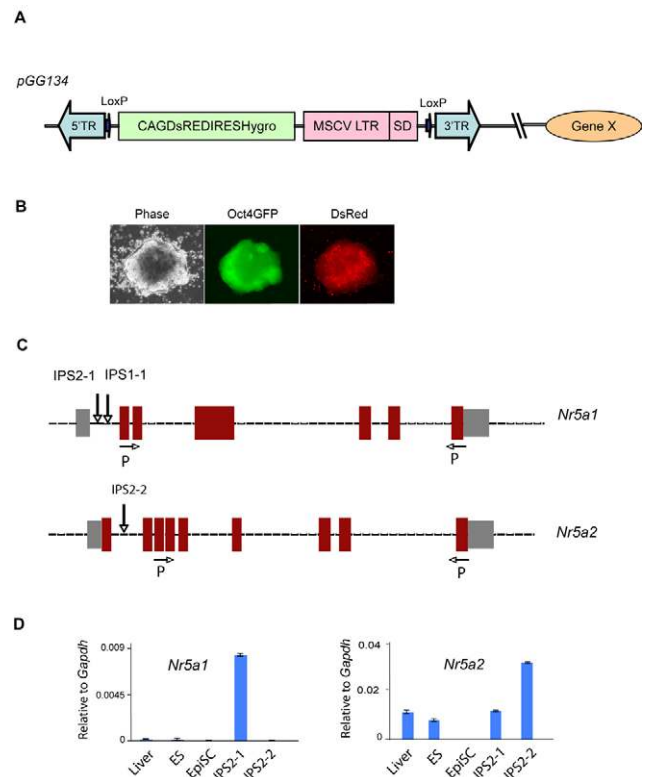 A
pGG134
LoxP LoxP
5'TR CAGDsREDIRESHygro MSCV LTR SD 3'TR Gene X
B
Phase Oct4GFP DsRed
C
IPS2-1 IPS1-1
Nr5a1
P P
IPS2-2
Nr5a2
P P
D
Relative to Gapdh
0.009
0.0045
0
Nr5a1
Liver ES EpiSC IPS2-1 IPS2-2
Relative to Gapdh
0.04
0.02
0
Nr5a2
Liver ES EpiSC IPS2-1 IPS2-2